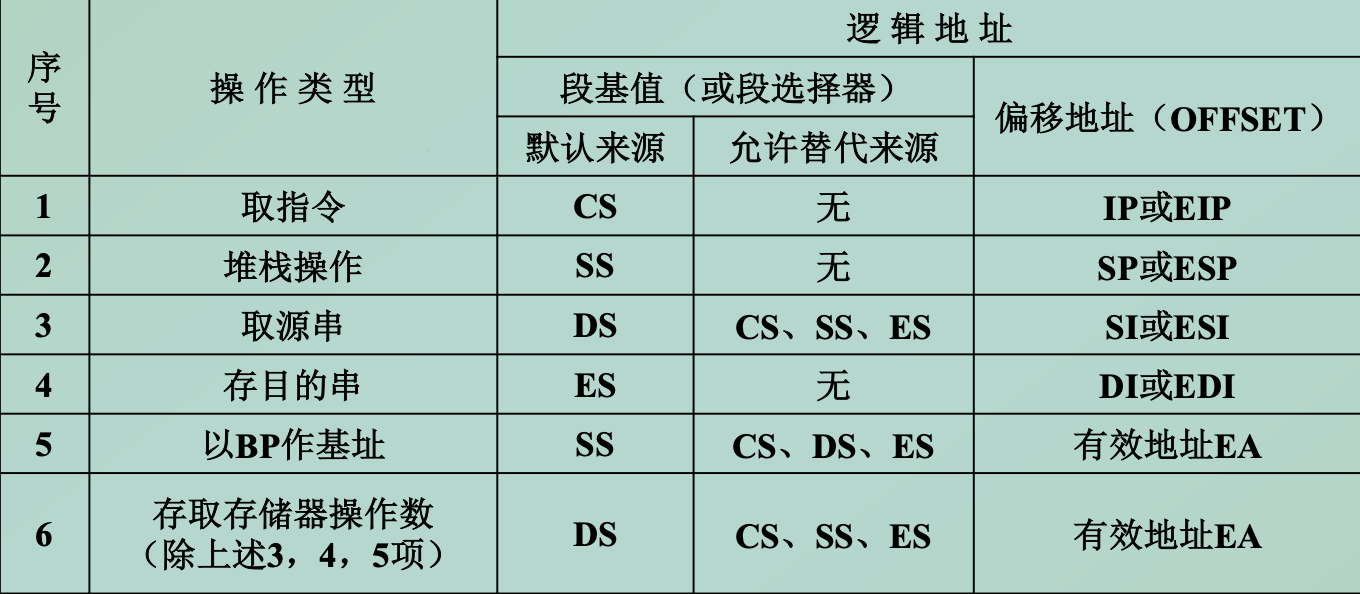 序号
操 作 类 型
逻 辑 地 址
段基值（或段选择器）
偏移地址（OFFSET）
默认来源
允许替代来源
1
取指令
CS
无
IP或EIP
2
堆栈操作
SS
无
SP或ESP
3
取源串
DS
CS、SS、ES
SI或ESI
4
存目的串
ES
无
DI或EDI
5
以BP作基址
SS
CS、DS、ES
有效地址EA
6
存取存储器操作数
（除上述3，4，5项）
DS
CS、SS、ES
有效地址EA